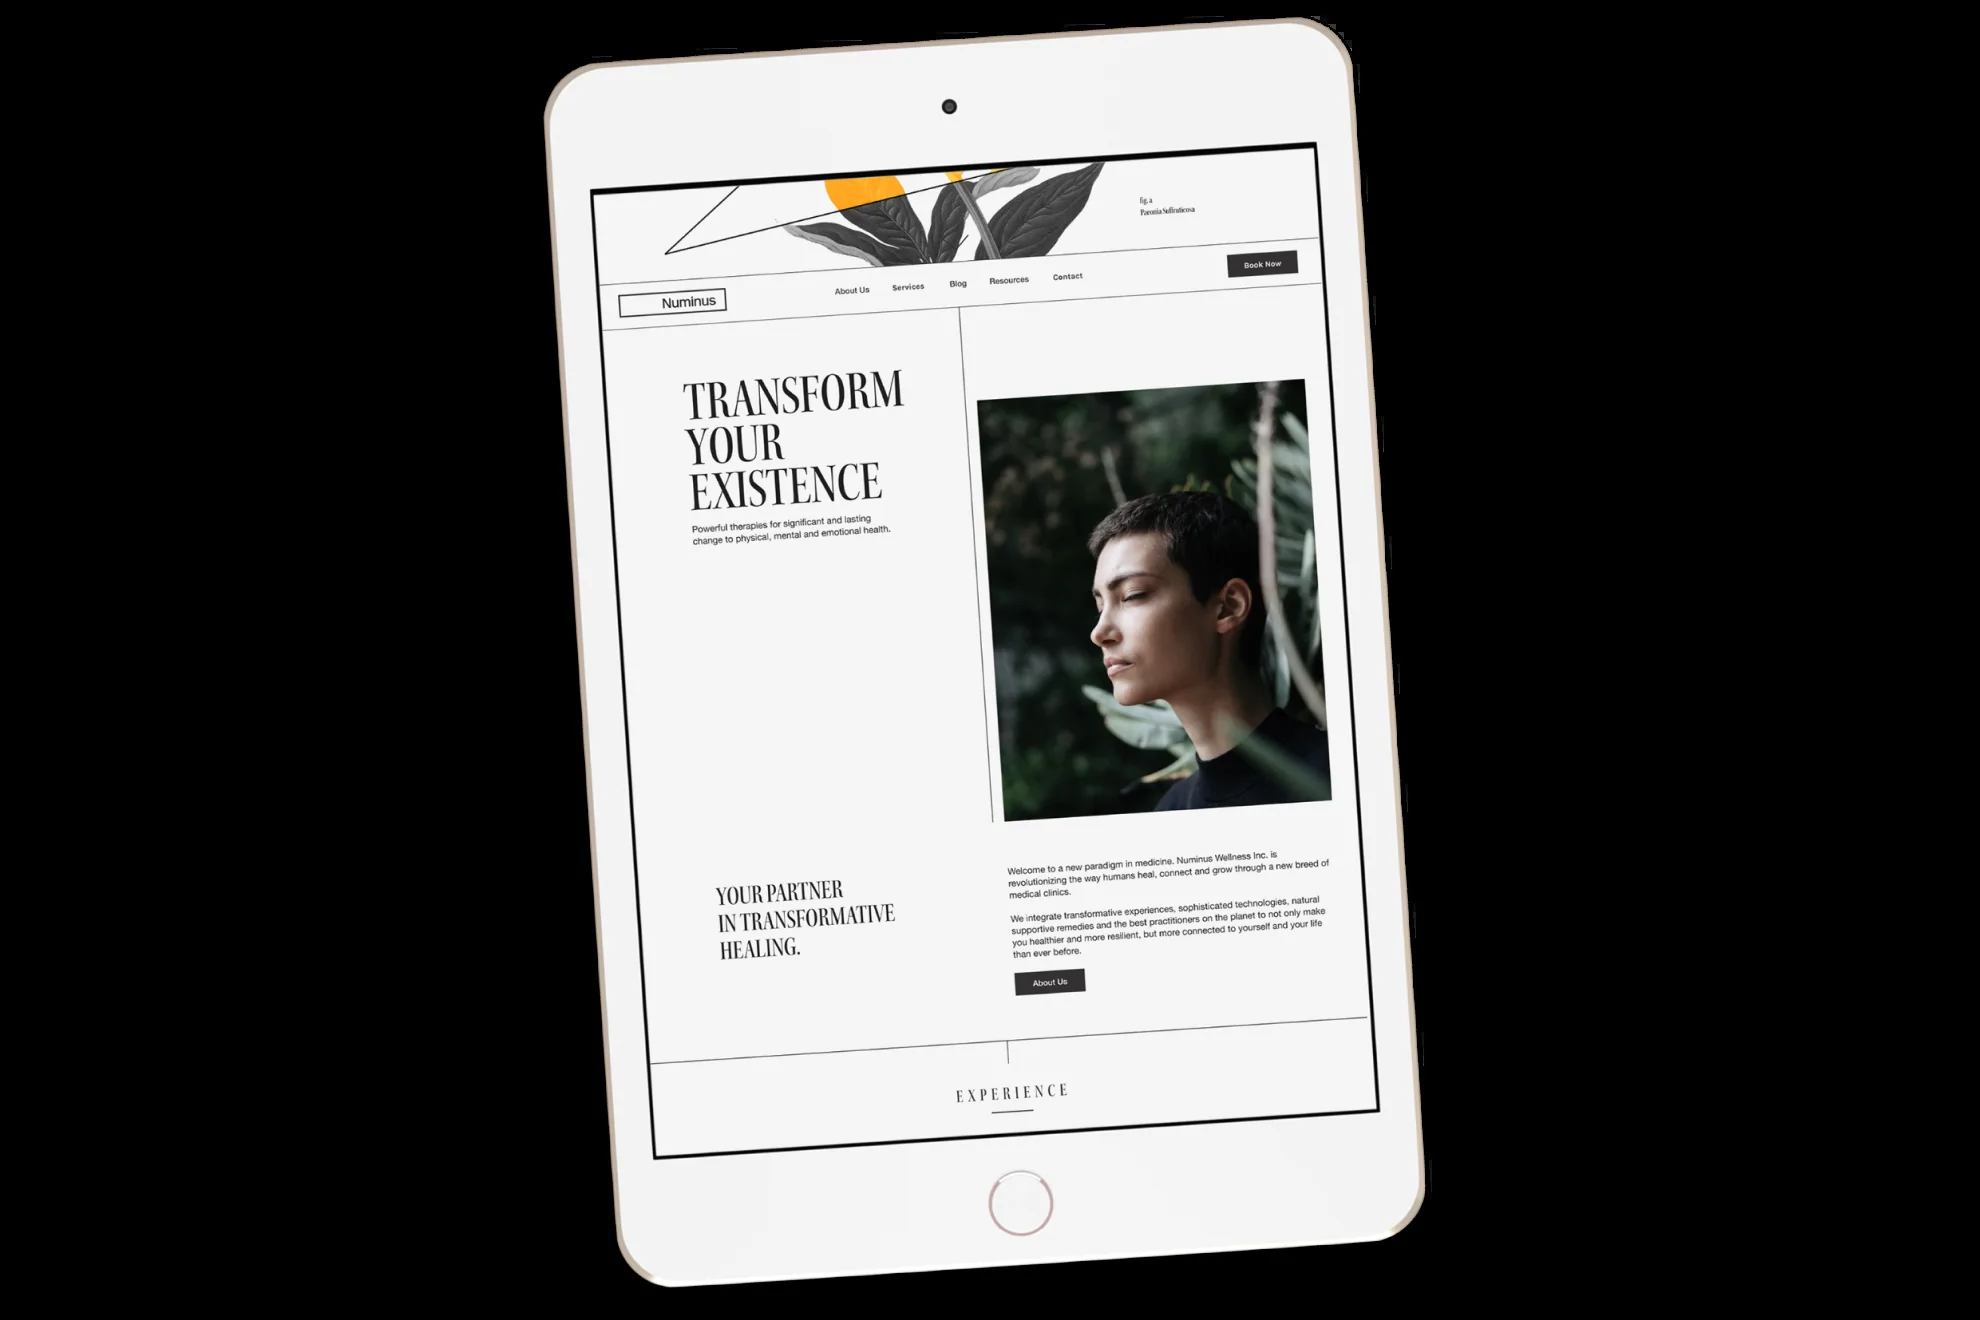 fig. a
Paeonia Suffruticosa
Numinus
About Us
Services
Blog
Resources
Contact
Book Now
TRANSFORM
YOUR
EXISTENCE
Powerful therapies for significant and lasting
change to physical, mental and emotional health.
YOUR PARTNER
IN TRANSFORMATIVE
HEALING.
Welcome to a new paradigm in medicine. Numinus Wellness Inc. is
revolutionizing the way humans heal, connect and grow through a new breed of
medical clinics.
We integrate transformative experiences, sophisticated technologies, natural
supportive remedies and the best practitioners on the planet to not only make
you healthier and more resilient, but more connected to yourself and your life
than ever before.
About Us
EXPERIENCE